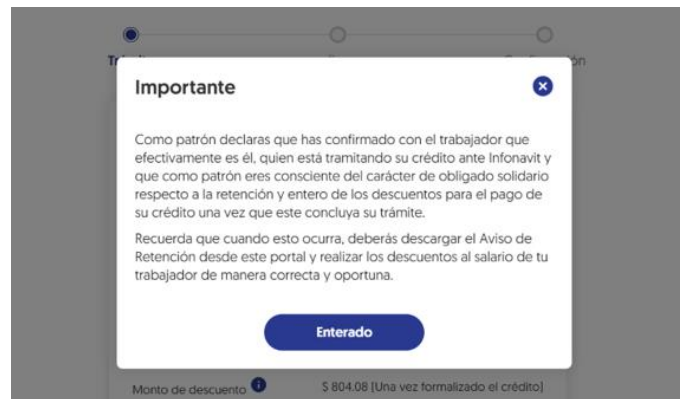 Importante
Como patrón declaras que has confirmado con el trabajador que
efectivamente es él, quien está tramitando su crédito ante Infonavit y
que como patrón eres consciente del carácter de obligado solidario
respecto a la retención y entero de los descuentos para el pago de
su crédito una vez que este concluya su trámite.
Recuerda que cuando esto ocurra, deberás descargar el Aviso de
Retención desde este portal y realizar los descuentos al salario de tu
trabajador de manera correcta y oportuna.
Enterado
Monto de descuento $ 804.08 (Una vez formalizado el crédito)